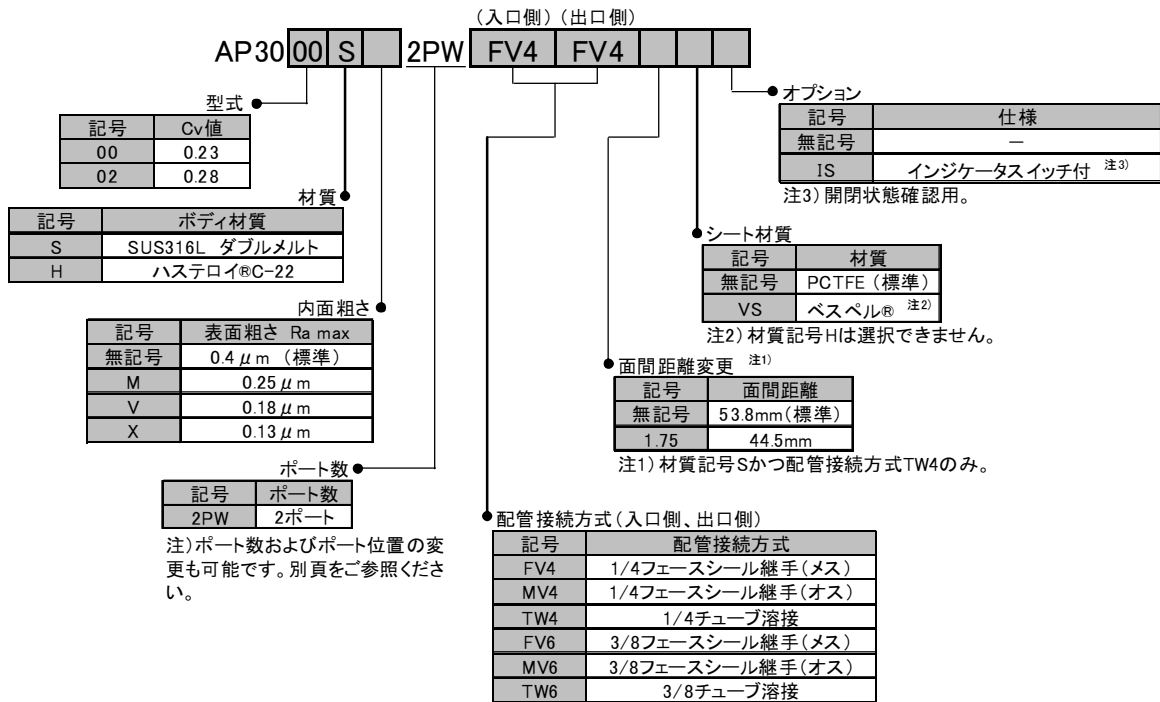 (入口側)(出口側)
AP30 00 S 2PW FV4 FV4
型式
記号 Cv値
00 0.23
02 0.28
材質
記号 ボディ材質
S SUS316L ダブルメルト
H ハステロイ®C-22
内面粗さ
記号 表面粗さ Ra max
無記号 0.4μm (標準)
M 0.25μm
V 0.18μm
X 0.13μm
ポート数
記号 ポート数
2PW 2ポート
注)ポート数およびポート位置の変
更も可能です。別頁をご参照くださ
い。
配管接続方式(入口側、出口側)
記号 配管接続方式
FV4 1/4フェースシール継手(メス)
MV4 1/4フェースシール継手(オス)
TW4 1/4チューブ溶接
FV6 3/8フェースシール継手(メス)
MV6 3/8フェースシール継手(オス)
TW6 3/8チューブ溶接
面間距離変更 注1)
記号 面間距離
無記号 53.8mm(標準)
1.75 44.5mm
注1)材質記号Sかつ配管接続方式TW4のみ。
シート材質
記号 材質
無記号 PCTFE (標準)
VS ベスペル® 注2)
注2)材質記号Hは選択できません。
オプション
記号 仕様
無記号 －
IS インジケータスイッチ付 注3)
注3)開閉状態確認用。